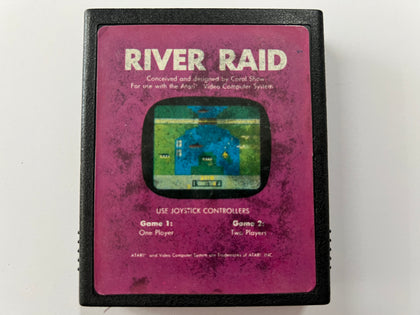 RIVER RAID
Conceived and designed by Carol Shaw
For use with the Atari® Video Computer System
USE JOYSTICK CONTROLLERS
Game 1: Game 2:
One Player Two Players
ATARI® and Video Computer System are Trademarks of ATARI, INC.